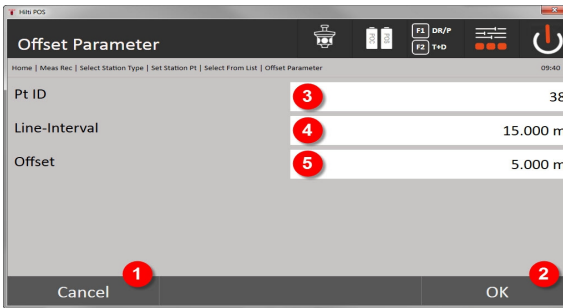 Hilti POS
Offset Parameter
POC POS F1 DR/P
F2 T+D
Home | Meas Rec | Select Station Type | Set Station Pt | Select From List | Offset Parameter 09:40
Pt ID 3 38
Line-Interval 4 15.000 m
Offset 5 5.000 m
1 2
Cancel OK